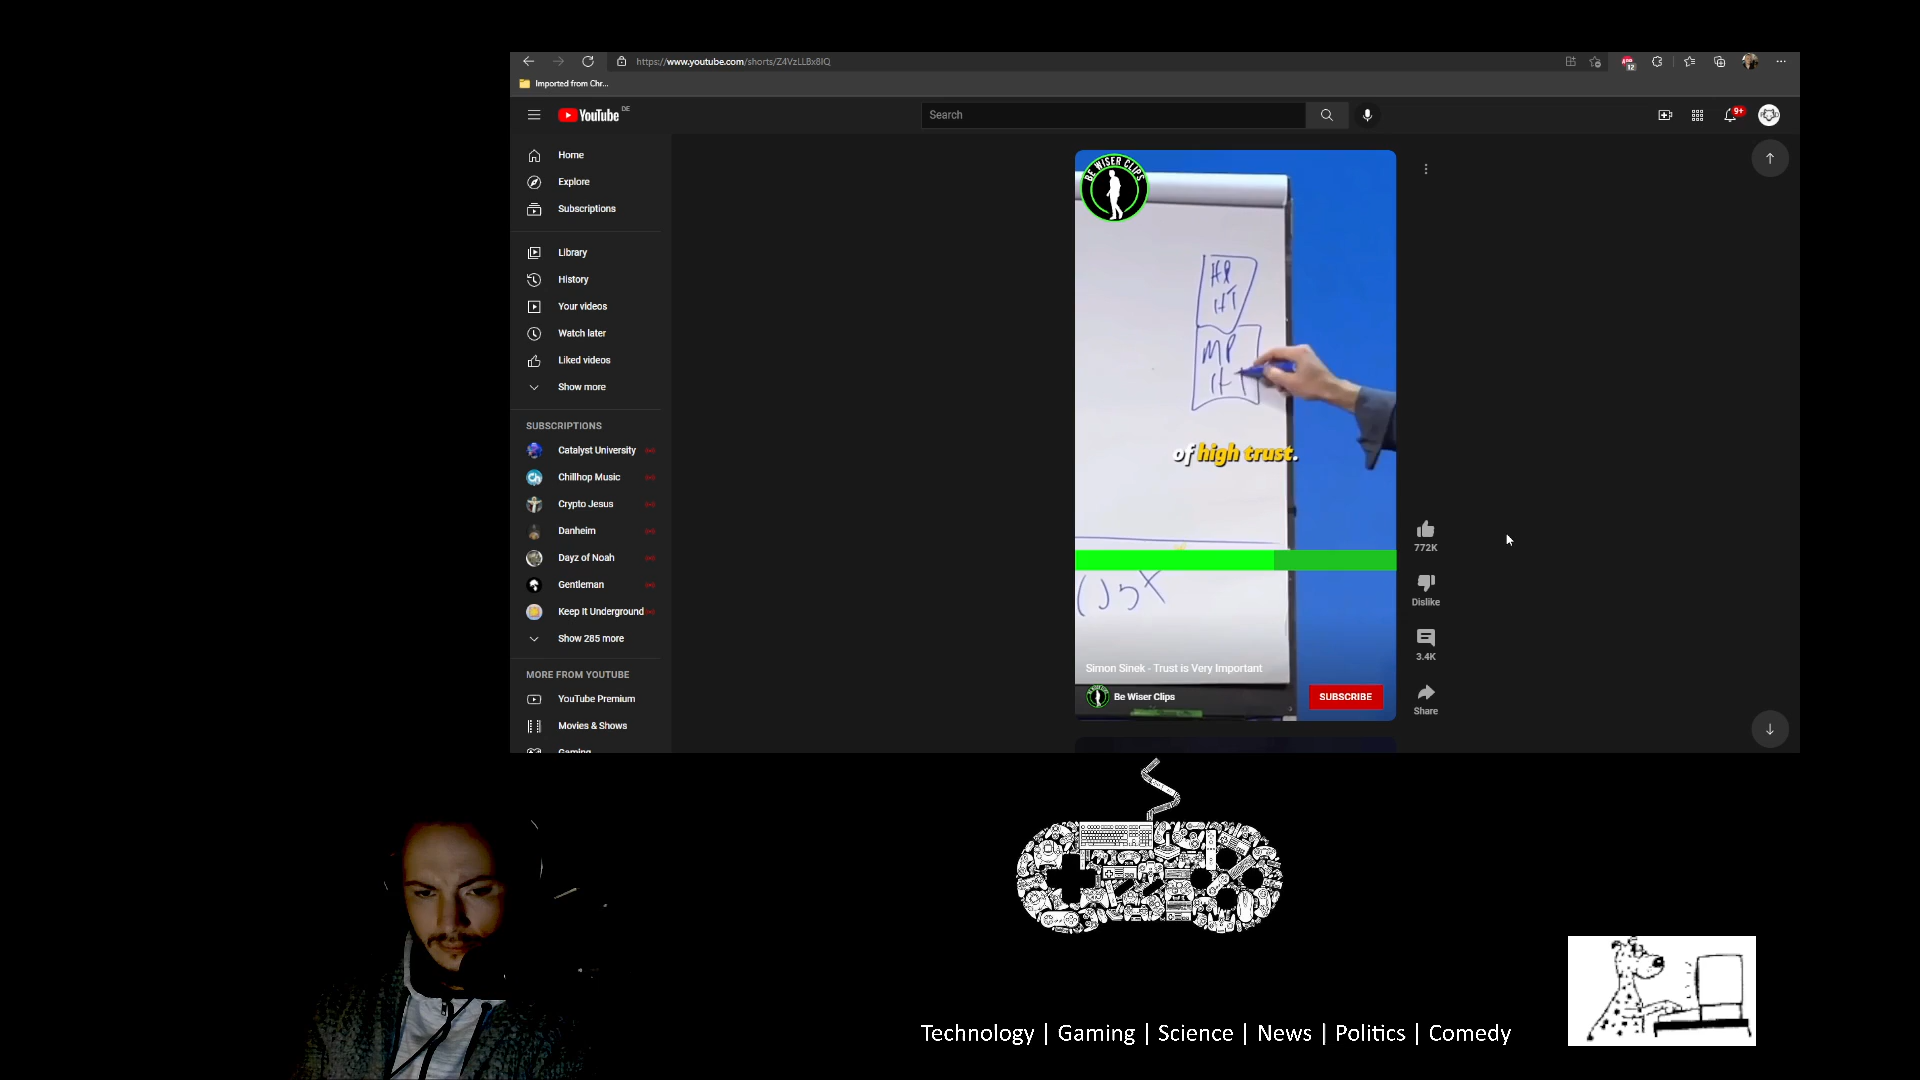 https://www.youtube.com/shorts/Z4VzLLBx8IQ
12
Imported from Chr...
YouTube DE
Search
9+
Home
Explore
Subscriptions
Library
History
Your videos
Watch later
Liked videos
Show more
SUBSCRIPTIONS
Catalyst University
Chillhop Music
Crypto Jesus
Danheim
Dayz of Noah
Gentleman
Keep It Underground
Show 285 more
MORE FROM YOUTUBE
YouTube Premium
Movies & Shows
Gaming
BE WISER CLIPS
HP
HT
MP
HT
of high trust.
772K
Dislike
3.4K
Share
Simon Sinek - Trust is Very Important
Be Wiser Clips
SUBSCRIBE
Technology | Gaming | Science | News | Politics | Comedy